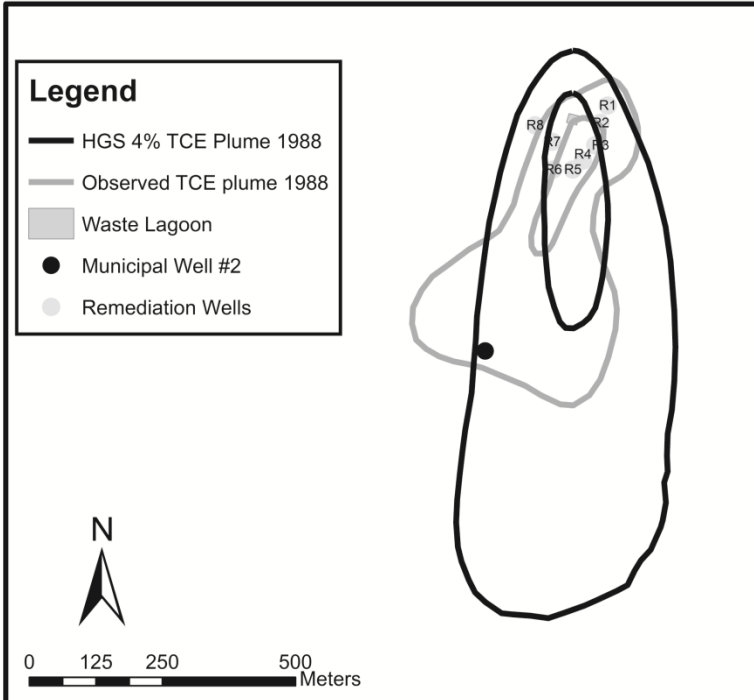 Legend
HGS 4% TCE Plume 1988
Observed TCE plume 1988
Waste Lagoon
Municipal Well #2
Remediation Wells
R1
R8 R2
R7 R3
R4
R6 R5
N
0 125 250 500
Meters